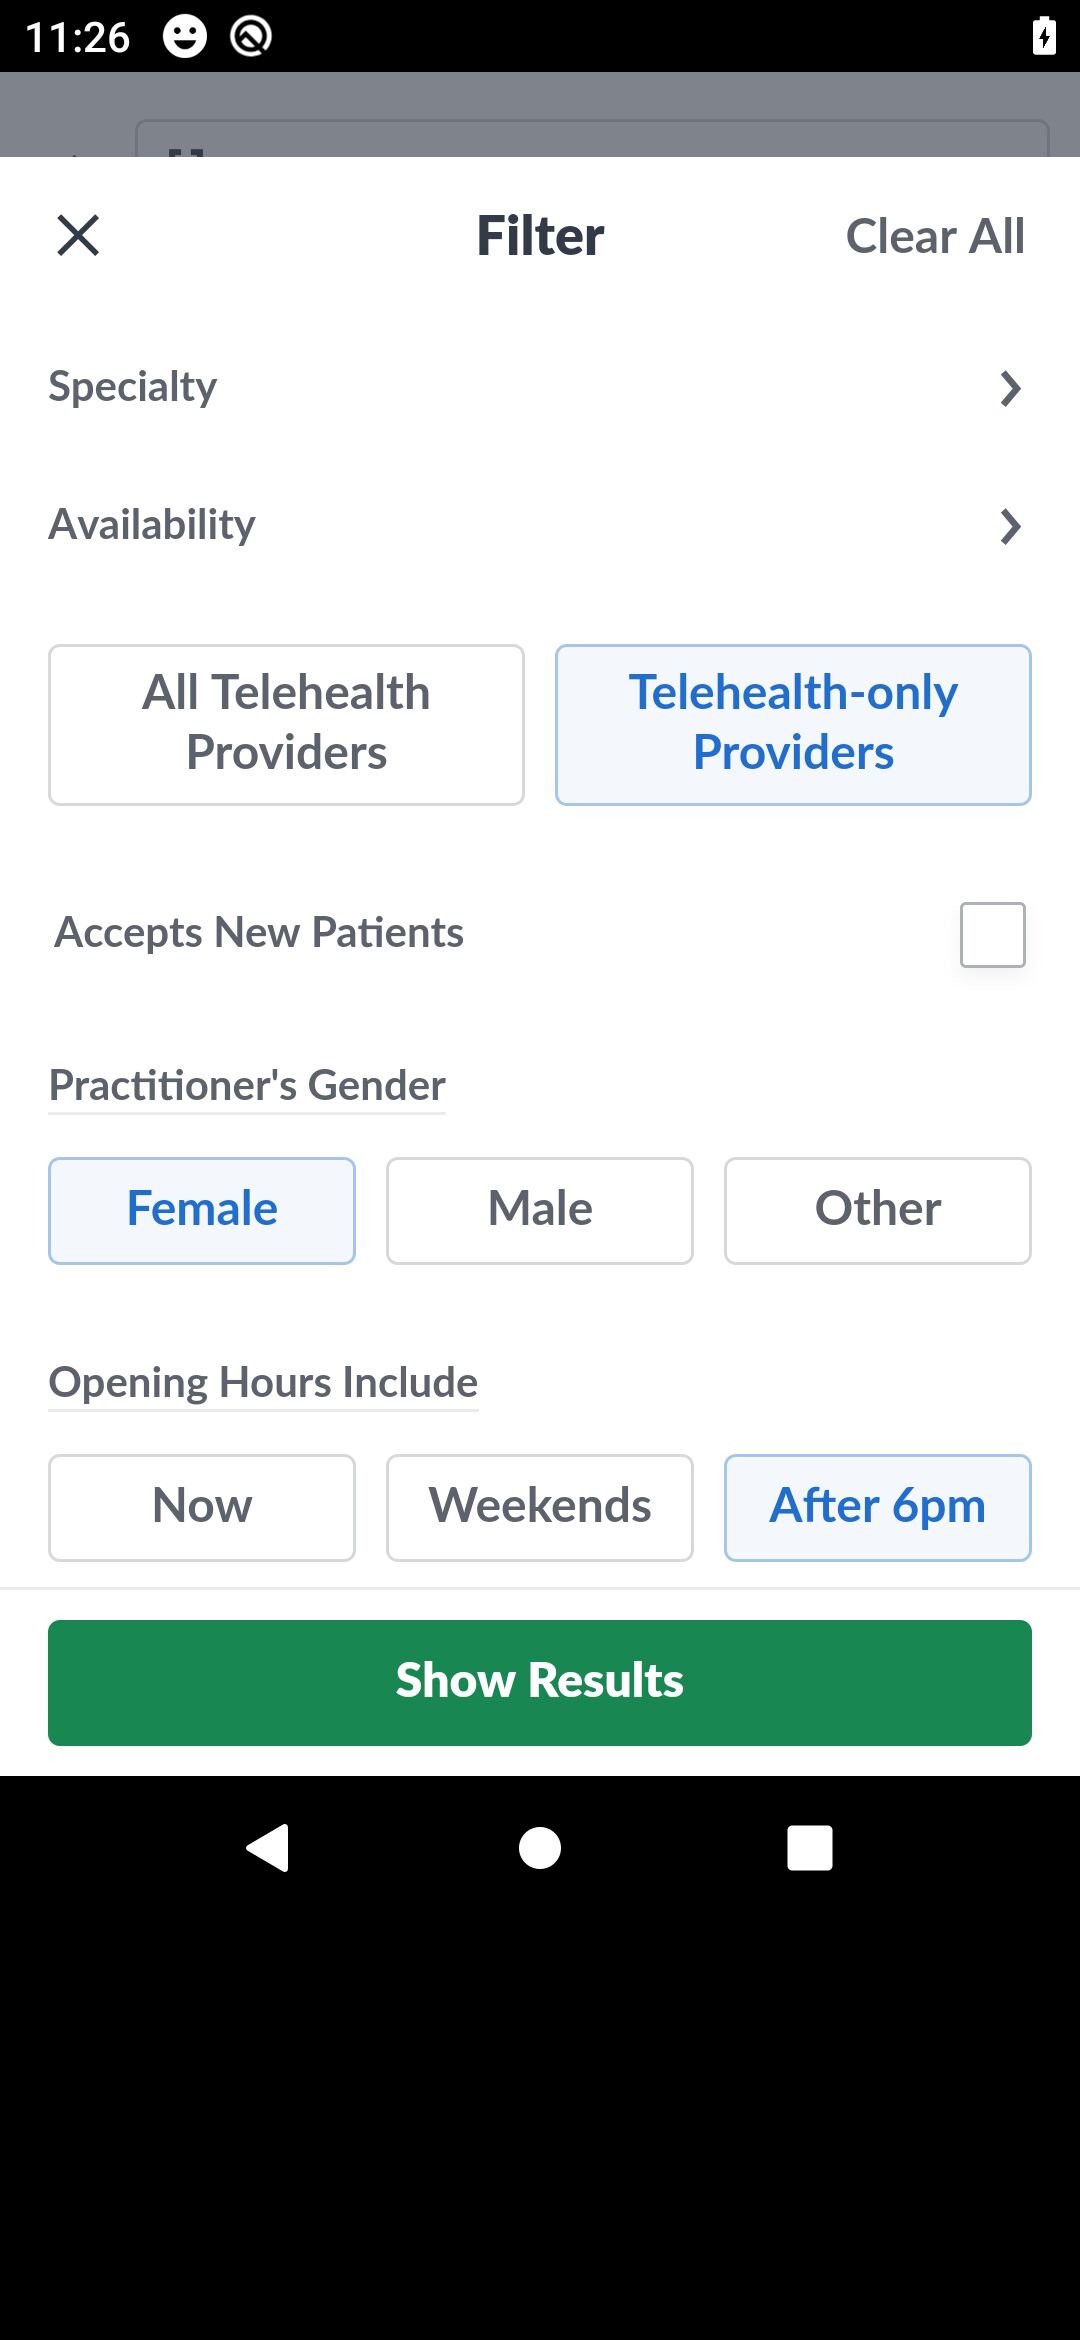 11:26
Filter
Clear All
Specialty
Availability
All Telehealth
Providers
Telehealth-only
Providers
Accepts New Patients
Practitioner's Gender
Female
Male
Other
Opening Hours Include
Now
Weekends
After 6pm
Show Results